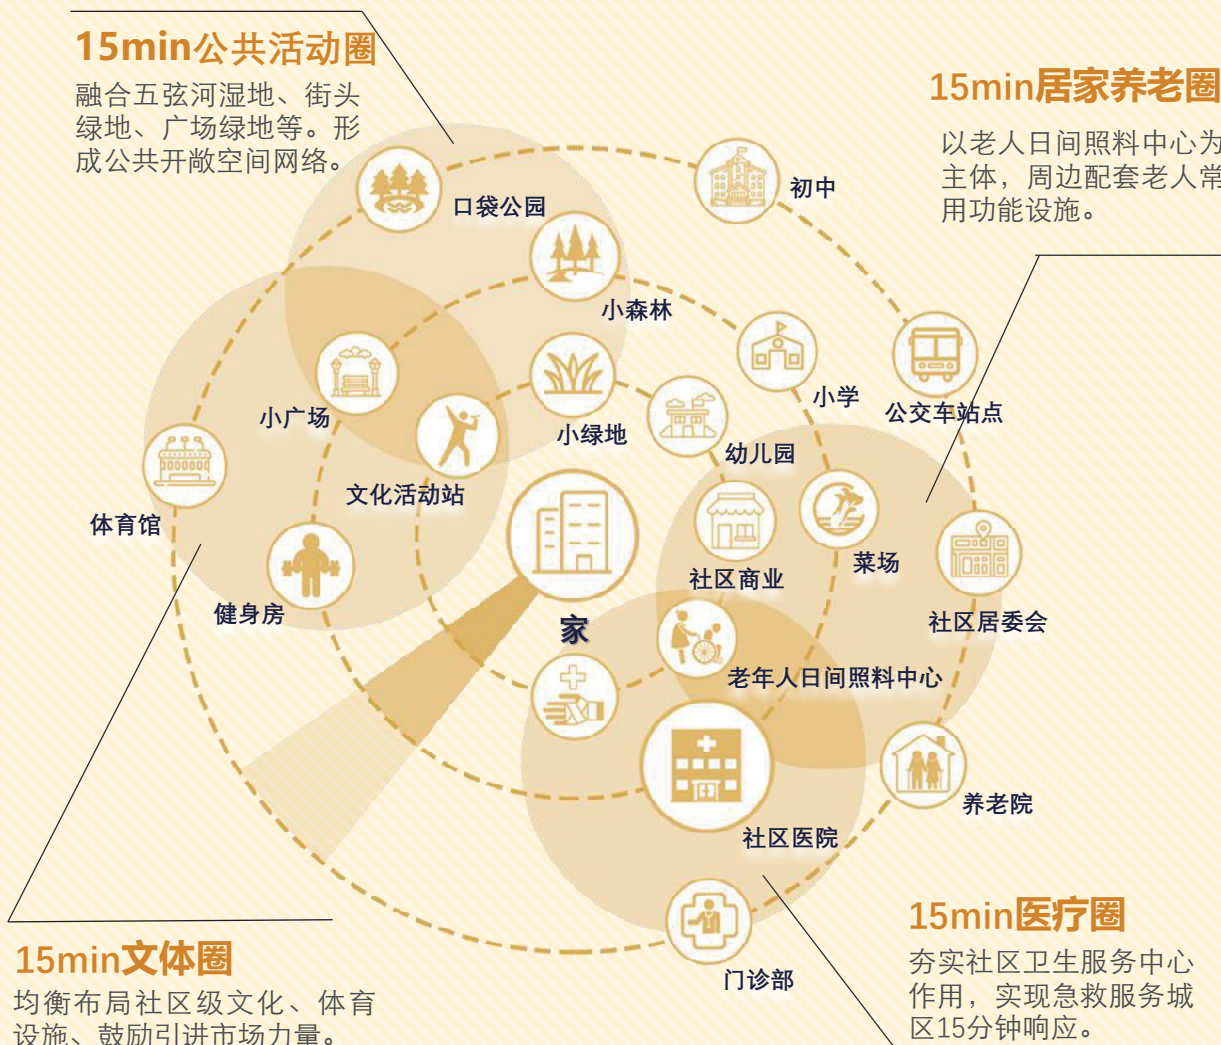 15min公共活动圈
融合五弦河湿地、街头
绿地、广场绿地等。形
成公共开敞空间网络。
15min居家养老圈
以老人日间照料中心为
主体，周边配套老人常
用功能设施。
初中
口袋公园
小森林
小学
公交车站点
小广场
小绿地
幼儿园
文化活动站
体育馆
菜场
社区商业
健身房
社区居委会
家
老年人日间照料中心
养老院
社区医院
门诊部
15min文体圈
均衡布局社区级文化、体育
设施、鼓励引进市场力量。
15min医疗圈
夯实社区卫生服务中心
作用，实现急救服务城
区15分钟响应。